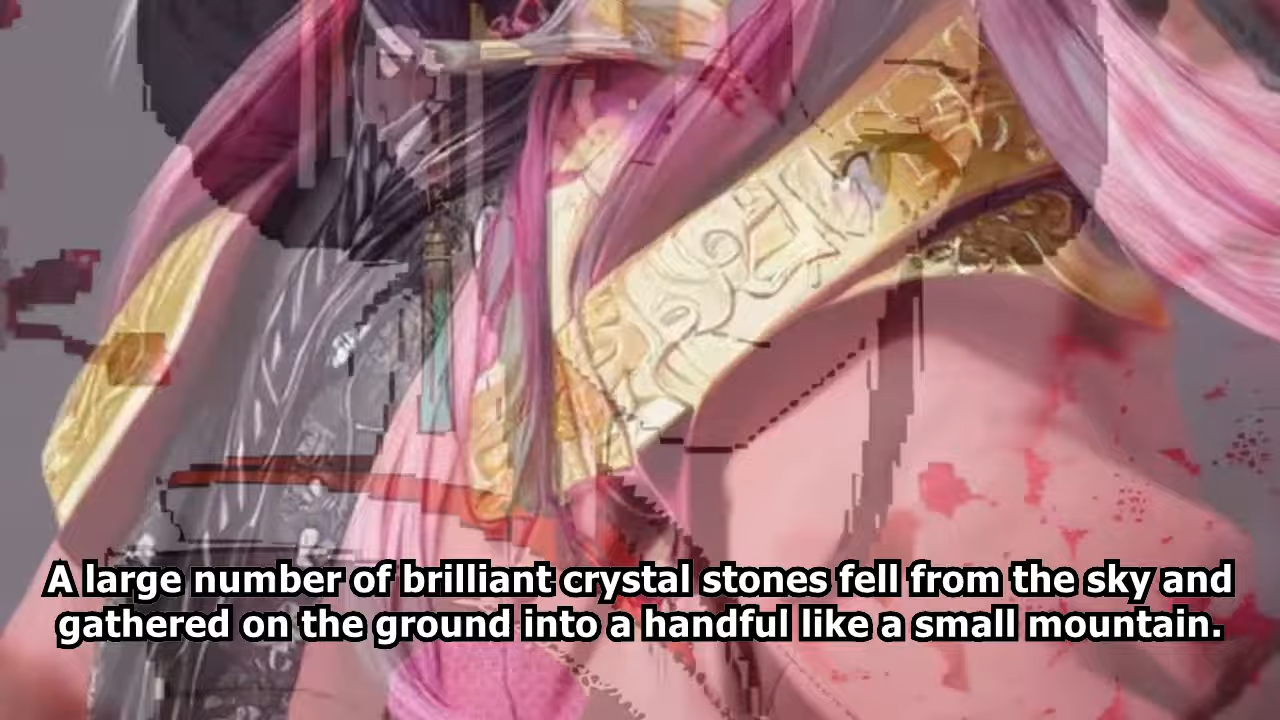 A large number of brilliant crystal stones fell from the sky and
gathered on the ground into a handful like a small mountain.